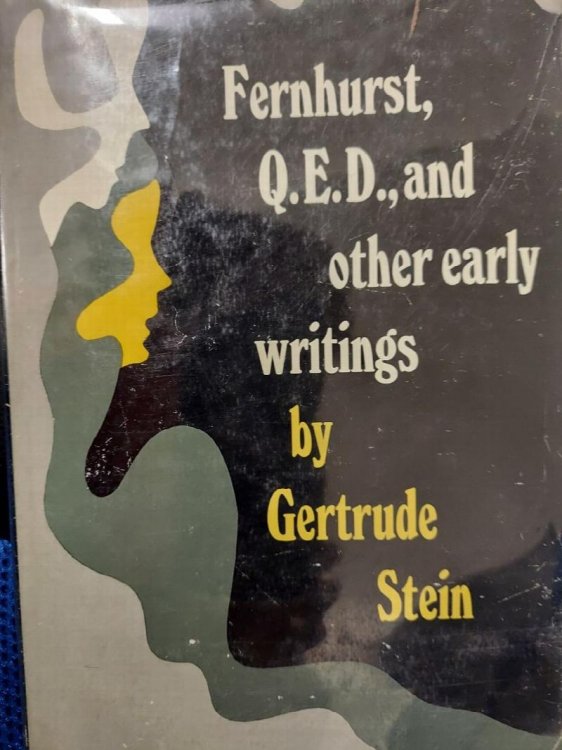 Fernhurst,
Q.E.D., and
other early
writings
by
Gertrude
Stein